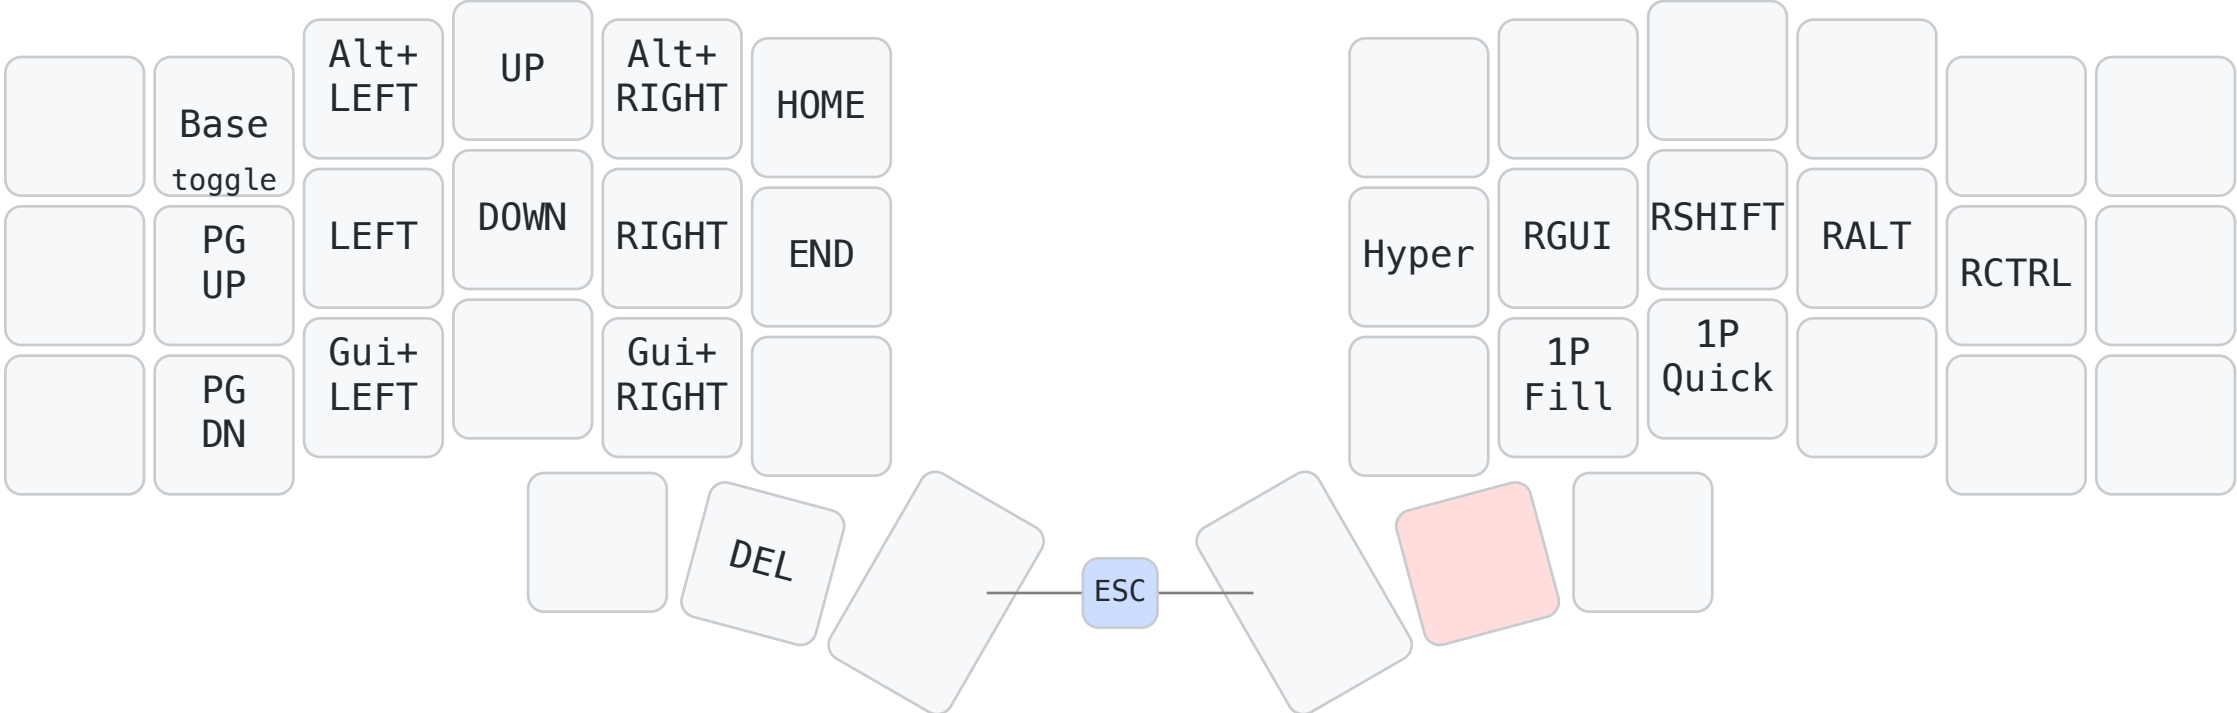 Base
toggle
Alt+
LEFT
UP
Alt+
RIGHT
HOME
PG
UP
LEFT
DOWN
RIGHT
END
Hyper
RGUI
RSHIFT
RALT
RCTRL
PG
DN
Gui+
LEFT
Gui+
RIGHT
1P
Fill
1P
Quick
DEL
ESC